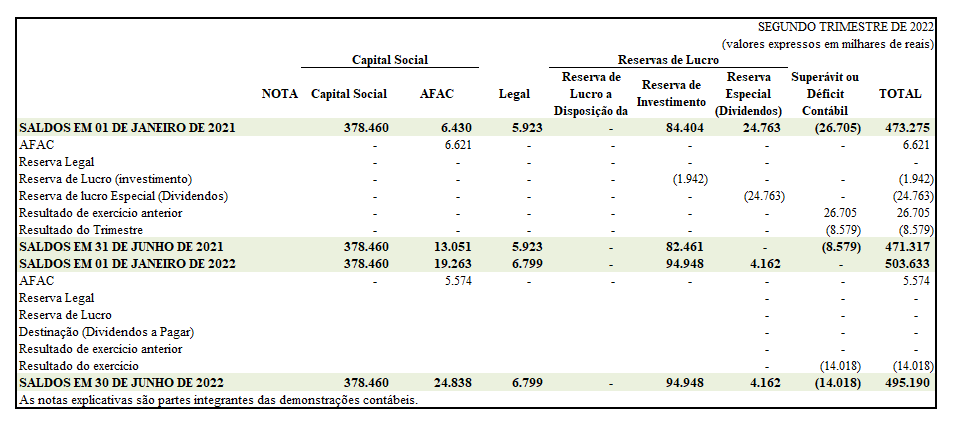 SEGUNDO TRIMESTRE DE 2022
(valores expressos em milhares de reais)
Capital Social Reservas de Lucro
NOTA Capital Social AFAC Legal Reserva de Lucro a Disposição da Reserva de Investimento Reserva Especial (Dividendos) Superávit ou Déficit Contábil TOTAL
SALDOS EM 01 DE JANEIRO DE 2021 378.460 6.430 5.923 - 84.404 24.763 (26.705) 473.275
AFAC - 6.621 - - - - - 6.621
Reserva Legal - - - - - - - -
Reserva de Lucro (investimento) - - - - (1.942) - - (1.942)
Reserva de lucro Especial (Dividendos) - - - - - (24.763) - (24.763)
Resultado de exercicio anterior - - - - - - 26.705 26.705
Resultado do Trimestre - - - - - - (8.579) (8.579)
SALDOS EM 31 DE JUNHO DE 2021 378.460 13.051 5.923 - 82.461 - (8.579) 471.317
SALDOS EM 01 DE JANEIRO DE 2022 378.460 19.263 6.799 - 94.948 4.162 - 503.633
AFAC - 5.574 - - - - - 5.574
Reserva Legal - - -
Reserva de Lucro - - -
Destinação (Dividendos a Pagar) - - -
Resultado de exercicio anterior - - -
Resultado do exercício - (14.018) (14.018)
SALDOS EM 30 DE JUNHO DE 2022 378.460 24.838 6.799 - 94.948 4.162 (14.018) 495.190
As notas explicativas são partes integrantes das demonstrações contábeis.